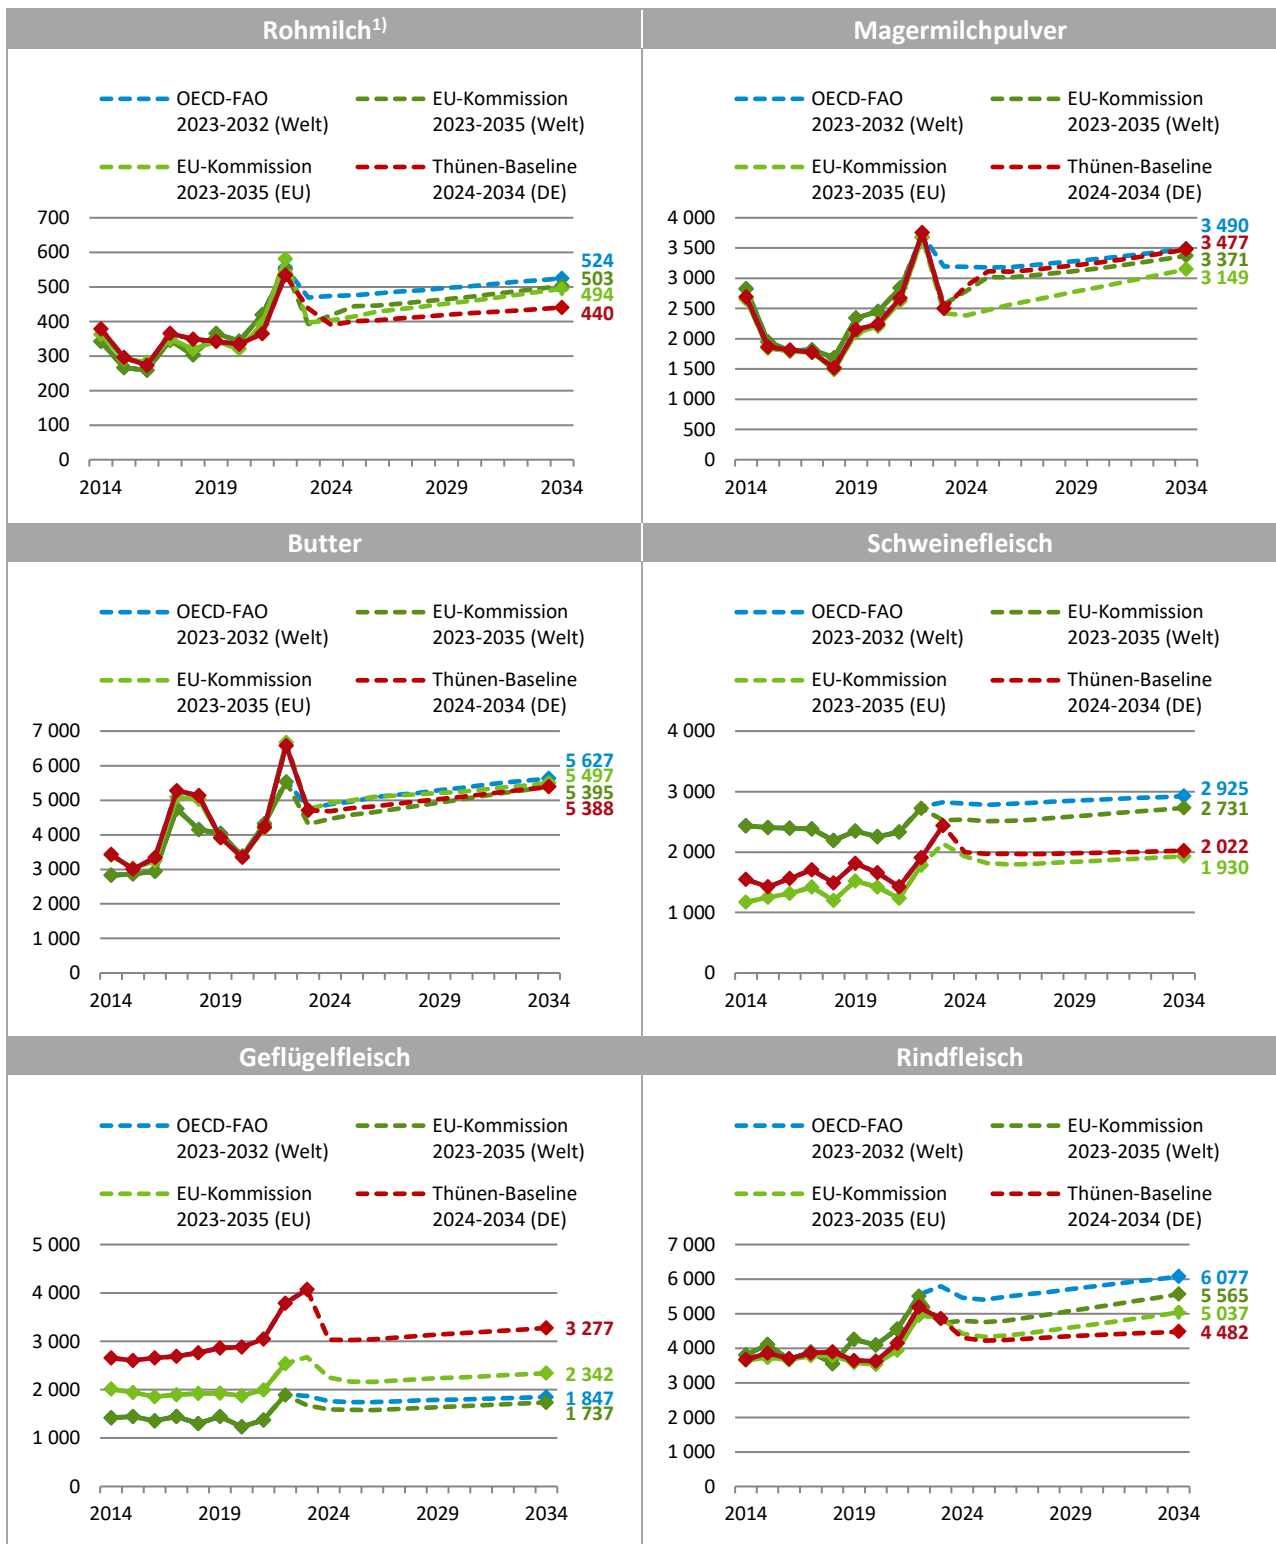 Rohmilch1)
Magermilchpulver
OECD-FAO
2023-2032 (Welt)
EU-Kommission
2023-2035 (Welt)
EU-Kommission
2023-2035 (EU)
Thünen-Baseline
2024-2034 (DE)
700
600
500
400
300
200
100
0
2014
2019
2024
2029
2034
524
503
494
440
OECD-FAO
2023-2032 (Welt)
EU-Kommission
2023-2035 (Welt)
EU-Kommission
2023-2035 (EU)
Thünen-Baseline
2024-2034 (DE)
4 000
3 500
3 000
2 500
2 000
1 500
1 000
500
0
2014
2019
2024
2029
2034
3 490
3 477
3 371
3 149
Butter
Schweinefleisch
OECD-FAO
2023-2032 (Welt)
EU-Kommission
2023-2035 (Welt)
EU-Kommission
2023-2035 (EU)
Thünen-Baseline
2024-2034 (DE)
7 000
6 000
5 000
4 000
3 000
2 000
1 000
0
2014
2019
2024
2029
2034
5 627
5 497
5 395
5 388
OECD-FAO
2023-2032 (Welt)
EU-Kommission
2023-2035 (Welt)
EU-Kommission
2023-2035 (EU)
Thünen-Baseline
2024-2034 (DE)
4 000
3 000
2 000
1 000
0
2014
2019
2024
2029
2034
2 925
2 731
2 022
1 930
Geflügelfleisch
Rindfleisch
OECD-FAO
2023-2032 (Welt)
EU-Kommission
2023-2035 (Welt)
EU-Kommission
2023-2035 (EU)
Thünen-Baseline
2024-2034 (DE)
5 000
4 000
3 000
2 000
1 000
0
2014
2019
2024
2029
2034
3 277
2 342
1 847
1 737
OECD-FAO
2023-2032 (Welt)
EU-Kommission
2023-2035 (Welt)
EU-Kommission
2023-2035 (EU)
Thünen-Baseline
2024-2034 (DE)
7 000
6 000
5 000
4 000
3 000
2 000
1 000
0
2014
2019
2024
2029
2034
6 077
5 565
5 037
4 482